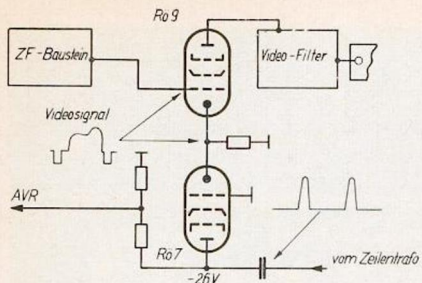 Rö 9
ZF-Baustein
Video-Filter
Videosignal
AVR
Rö 7
-26V
vom Zeilentrafo